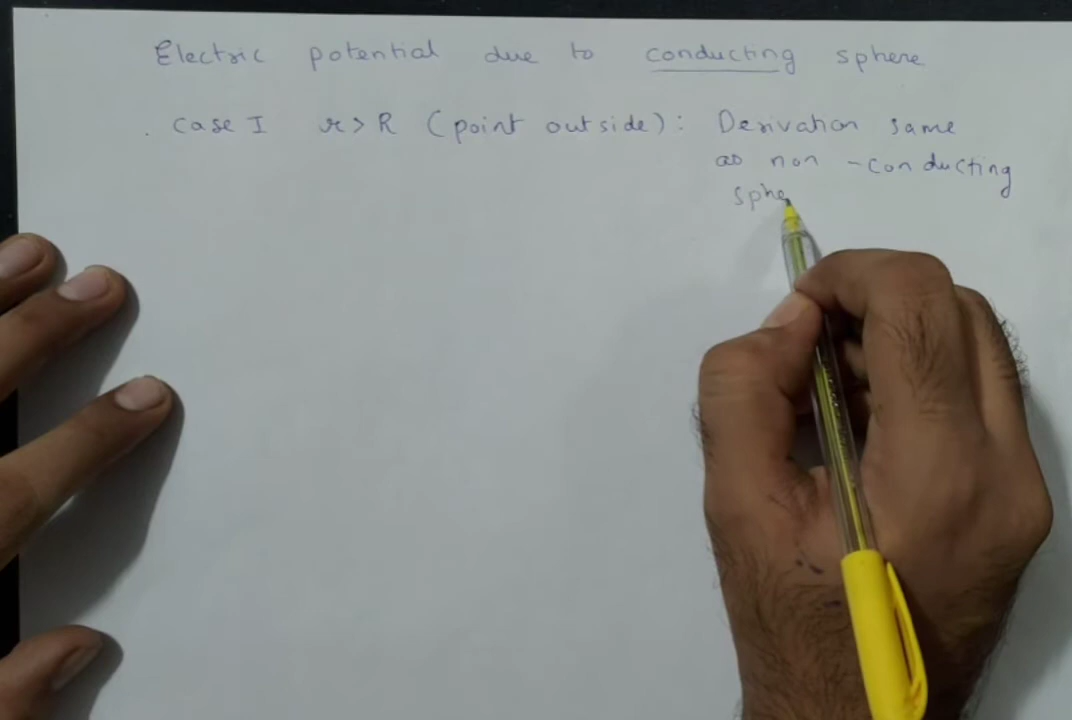 Electric potential due to conducting sphere
. Case I r > R (point outside) : Derivation same
as non - conducting
sphe